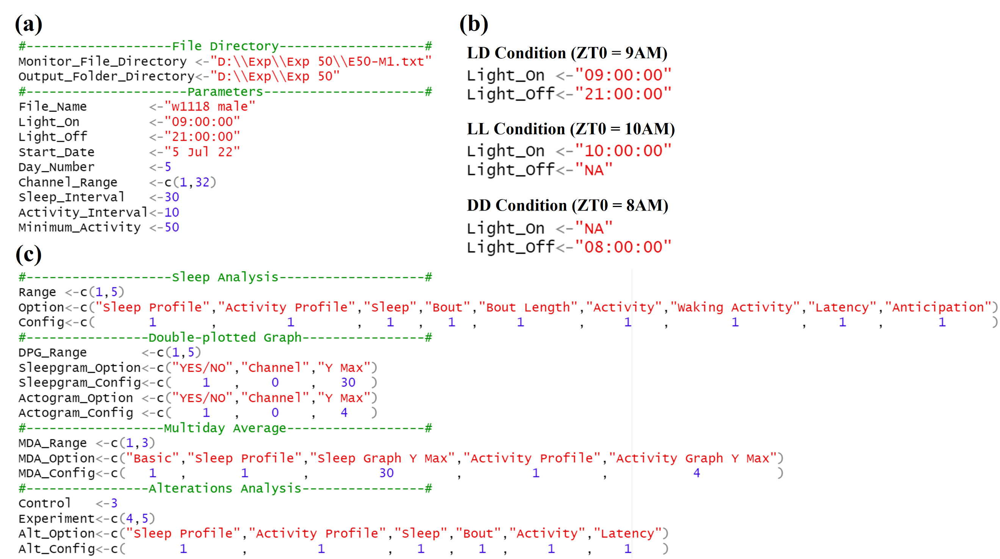 (a)
#-------------------File Directory-------------------#
Monitor_File_Directory <-"D:\\Exp\\Exp 50\\E50-M1.txt"
Output_Folder_Directory<-"D:\\Exp\\Exp 50"
#---------------------Parameters---------------------#
File_Name        <-"w1118 male"
Light_On         <-"09:00:00"
Light_Off        <-"21:00:00"
Start_Date       <-"5 Jul 22"
Day_Number       <-5
Channel_Range    <-c(1,32)
Sleep_Interval   <-30
Activity_Interval<-10
Minimum_Activity <-50
(b)
LD Condition (ZT0 = 9AM)
Light_On <-"09:00:00"
Light_Off<-"21:00:00"
LL Condition (ZT0 = 10AM)
Light_On <-"10:00:00"
Light_Off<-"NA"
DD Condition (ZT0 = 8AM)
Light_On <-"NA"
Light_Off<-"08:00:00"
(c)
#-------------------Sleep Analysis-------------------#
Range <-c(1,5)
Option<-c("Sleep Profile","Activity Profile","Sleep","Bout","Bout Length","Activity","Waking Activity","Latency","Anticipation")
Config<-c(       1       ,         1        ,   1   ,   1  ,     1       ,     1    ,        1        ,    1    ,       1      )
#----------------Double-plotted Graph----------------#
DPG_Range       <-c(1,5)
Sleepgram_Option<-c("YES/NO","Channel","Y Max")
Sleepgram_Config<-c(    1   ,    0    ,   30  )
Actogram_Option <-c("YES/NO","Channel","Y Max")
Actogram_Config <-c(    1   ,    0    ,   4   )
#------------------Multiday Average------------------#
MDA_Range <-c(1,3)
MDA_Option<-c("Basic","Sleep Profile","Sleep Graph Y Max","Activity Profile","Activity Graph Y Max")
MDA_Config<-c(   1   ,       1       ,         30        ,         1        ,           4          )
#----------------Alterations Analysis----------------#
Control   <-3
Experiment<-c(4,5)
Alt_Option<-c("Sleep Profile","Activity Profile","Sleep","Bout","Activity","Latency")
Alt_Config<-c(       1       ,         1        ,   1   ,   1  ,     1    ,    1    )